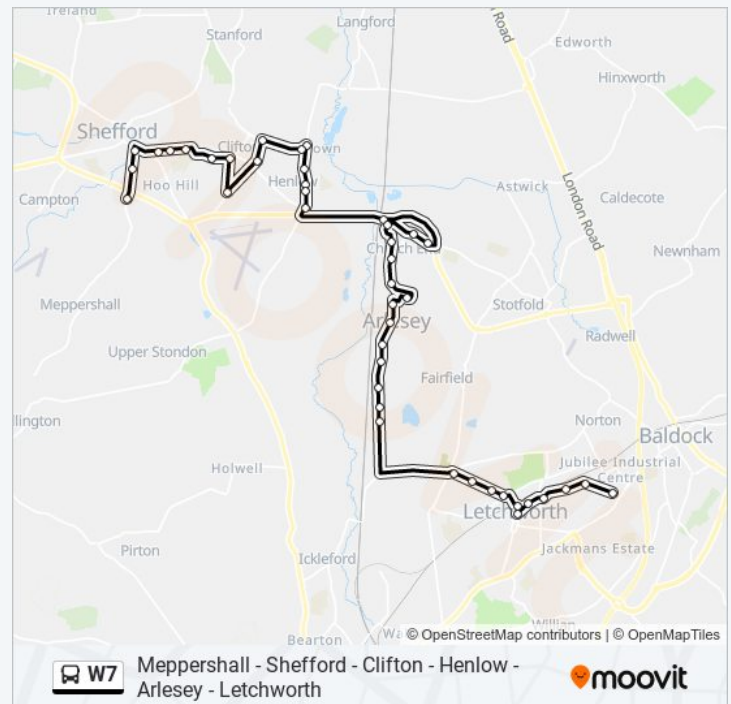 Ireland
Langford
Stanford
Edworth
Hinxworth
Shefford
Clifton
Henlow
Hoo Hill
Campton
Astwick
London Road
Road
Caldecote
Church End
Newnham
Meppershall
Stotfold
Arlesey
Radwell
Upper Stondon
Fairfield
Norton
Baldock
Holwell
Jubilee Industrial
Centre
Letchworth
Jackmans Estate
Pirton
Ickleford
Willian
Bearton
© OpenStreetMap contributors | © OpenMapTiles
W7
Meppershall - Shefford - Clifton - Henlow -
Arlesey - Letchworth
moovit